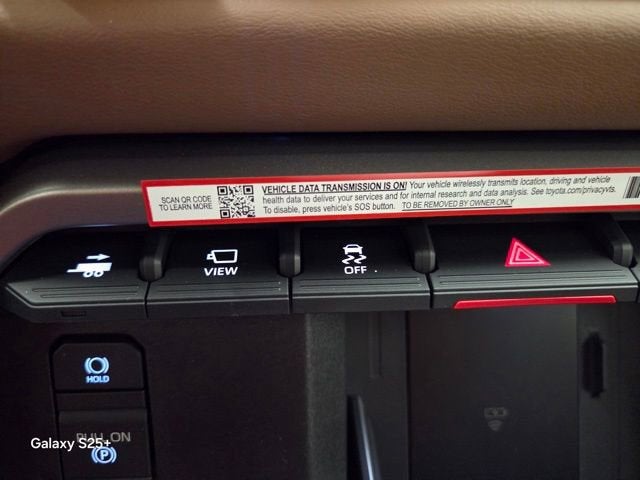 SCAN QR CODE
TO LEARN MORE
VEHICLE DATA TRANSMISSION IS ON! Your vehicle wirelessly transmits location, driving and vehicle
health data to deliver your services and for internal research and data analysis. See toyota.com/privacyvts.
To disable, press vehicle's SOS button. TO BE REMOVED BY OWNER ONLY
VIEW
OFF
HOLD
PULL ON
P
Galaxy S25+